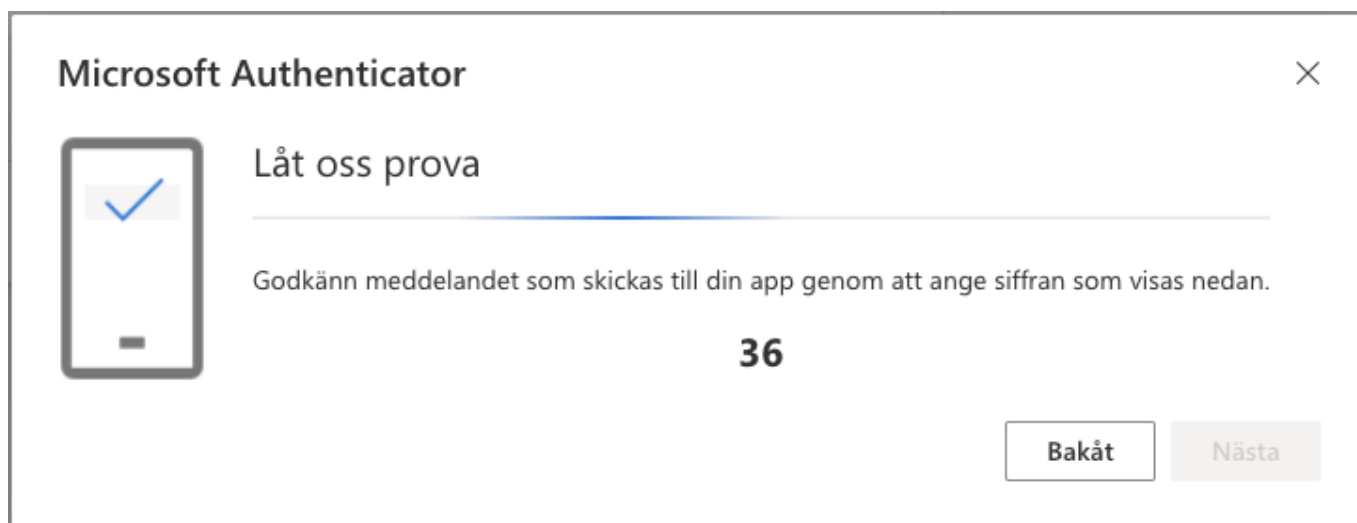 Microsoft Authenticator
Låt oss prova
Godkänn meddelandet som skickas till din app genom att ange siffran som visas nedan.
36
Bakåt
Nästa